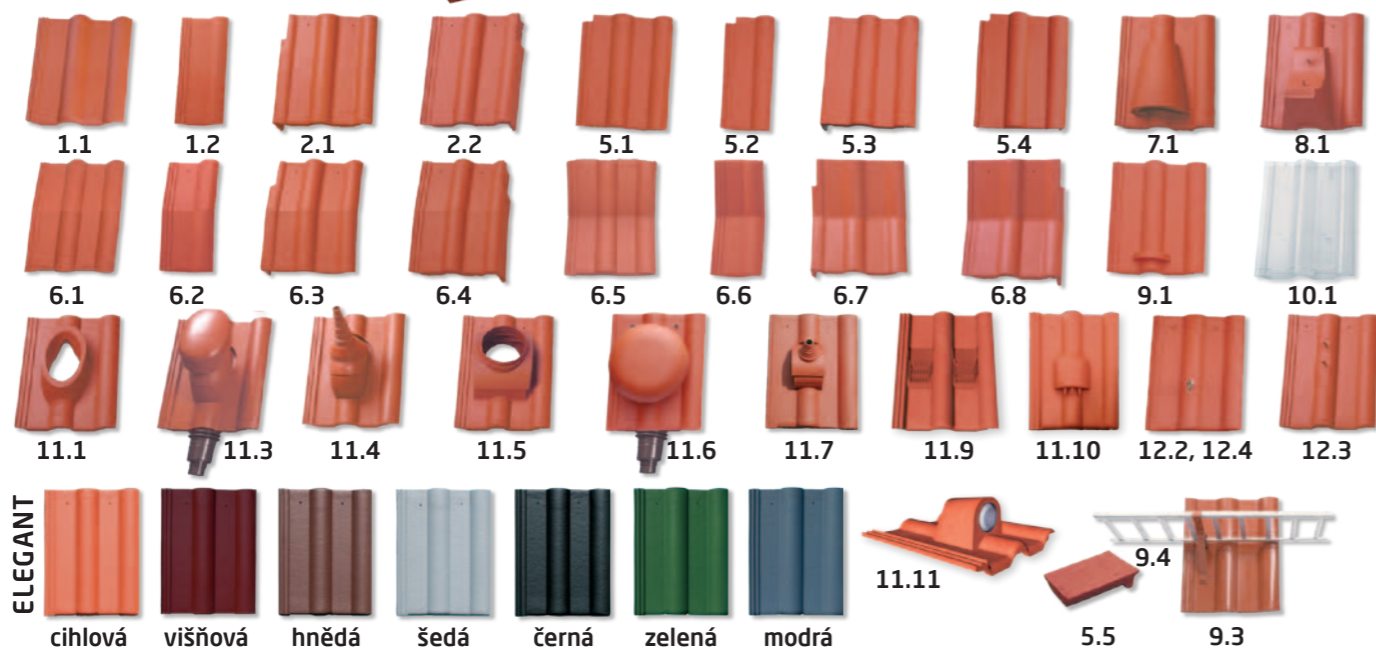 1.1 1.2 2.1 2.2 5.1 5.2 5.3 5.4 7.1 8.1
6.1 6.2 6.3 6.4 6.5 6.6 6.7 6.8 9.1 10.1
11.1 11.3 11.4 11.5 11.6 11.7 11.9 11.10 12.2, 12.4 12.3
ELEGANT
cihlová višňová hnědá šedá černá zelená modrá
11.11
9.4
5.5 9.3